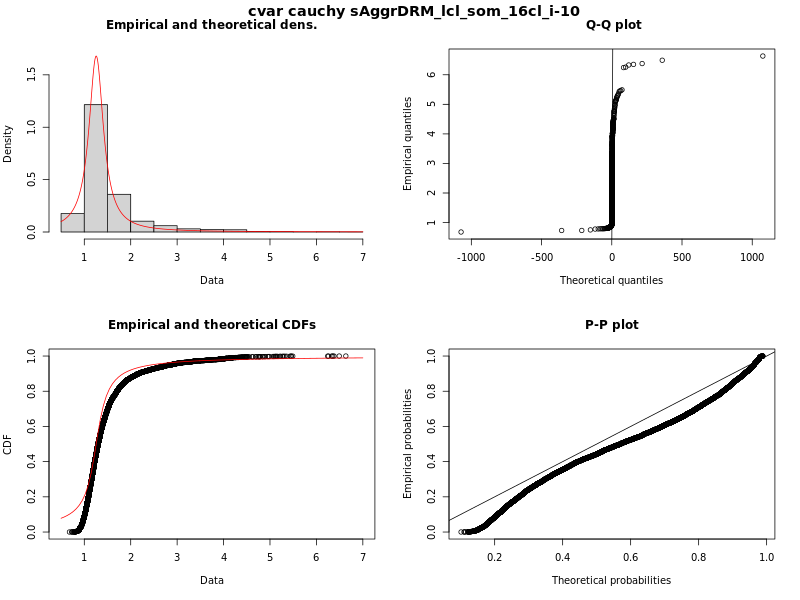 cvar cauchy sAggrDRM_lcl_som_16cl_i-10
Empirical and theoretical dens.
Density
0.0 0.5 1.0 1.5
1 2 3 4 5 6 7
Data
Q-Q plot
Empirical quantiles
1 2 3 4 5 6
-1000 -500 0 500 1000
Theoretical quantiles
Empirical and theoretical CDFs
CDF
0.0 0.2 0.4 0.6 0.8 1.0
1 2 3 4 5 6 7
Data
P-P plot
Empirical probabilities
0.0 0.2 0.4 0.6 0.8 1.0
0.2 0.4 0.6 0.8 1.0
Theoretical probabilities